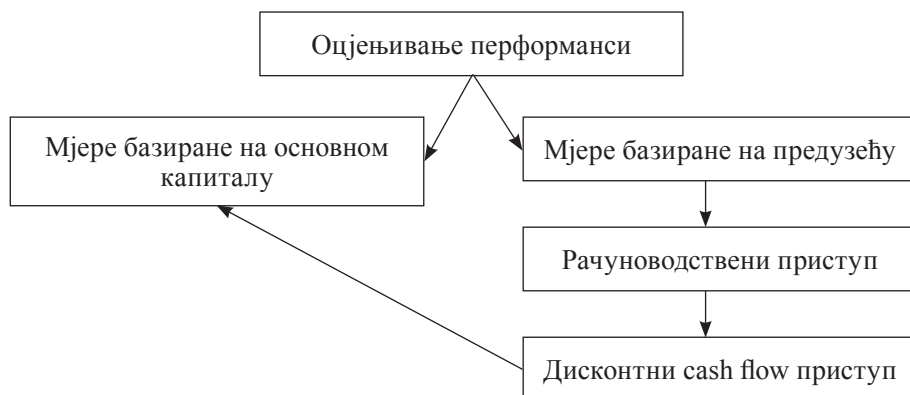 Оцјењивање перформанси
Мјере базиране на основном
капиталу
Мјере базиране на предузећу
Рачуноводствени приступ
Дисконтни cash flow приступ